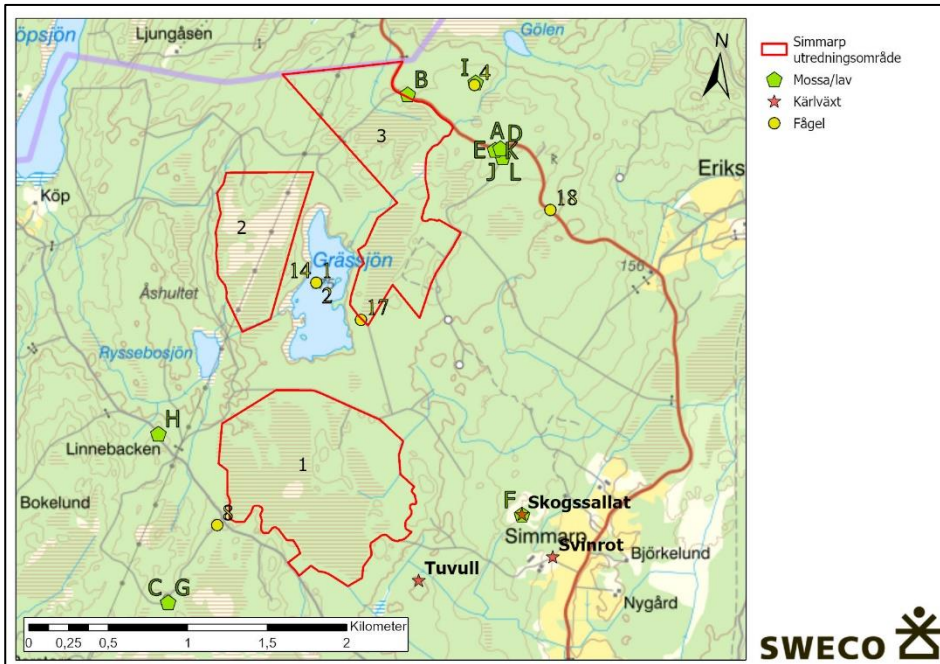 öpsjön
Ljungåsen
Gölen
N
I 4
B
3
A D
E K
J L
Eriks
Köp
2
18
Grässjön
14 1
2
156
Åshultet
17
Ryssebosjön
H
Linnebacken
1
Bokelund
F Skogssallat
8
Simmarp
Svinrot
Björkelund
Tuvull
C G
Nygård
Kilometer
0 0,25 0,5 1 1,5 2
Simmarp
utredningsområde
Mossa/lav
Kärlväxt
Fågel
SWECO